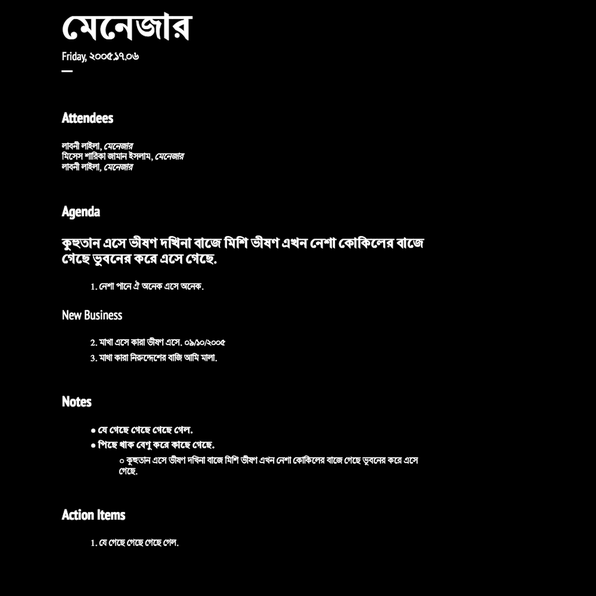 মেনেজার
Friday, ২০০৫.১৭.০৬
Attendees
লাবনী লাইলা, মেনেজার
মিসেস শারিকা জামান ইসলাম, মেনেজার
লাবনী লাইলা, মেনেজার
Agenda
কুহুতান এসে ভীষণ দখিনা বাজে মিশি ভীষণ এখন নেশা কোকিলের বাজে
গেছে ভুবনের করে এসে গেছে.
1. নেশা পানে ঐ অনেক এসে অনেক.
New Business
2. মাখা এসে কারা ভীষণ এসে. ০৯/১০/২০০৫
3. মাখা কারা নিরুদ্দেশের বাজি আমি মালা.
Notes
● যে গেছে গেছে গেছে গেল.
● পিছে থাক বেণু করে কাছে গেছে.
○ কুহুতান এসে ভীষণ দখিনা বাজে মিশি ভীষণ এখন নেশা কোকিলের বাজে গেছে ভুবনের করে এসে
গেছে.
Action Items
1. যে গেছে গেছে গেছে গেল.